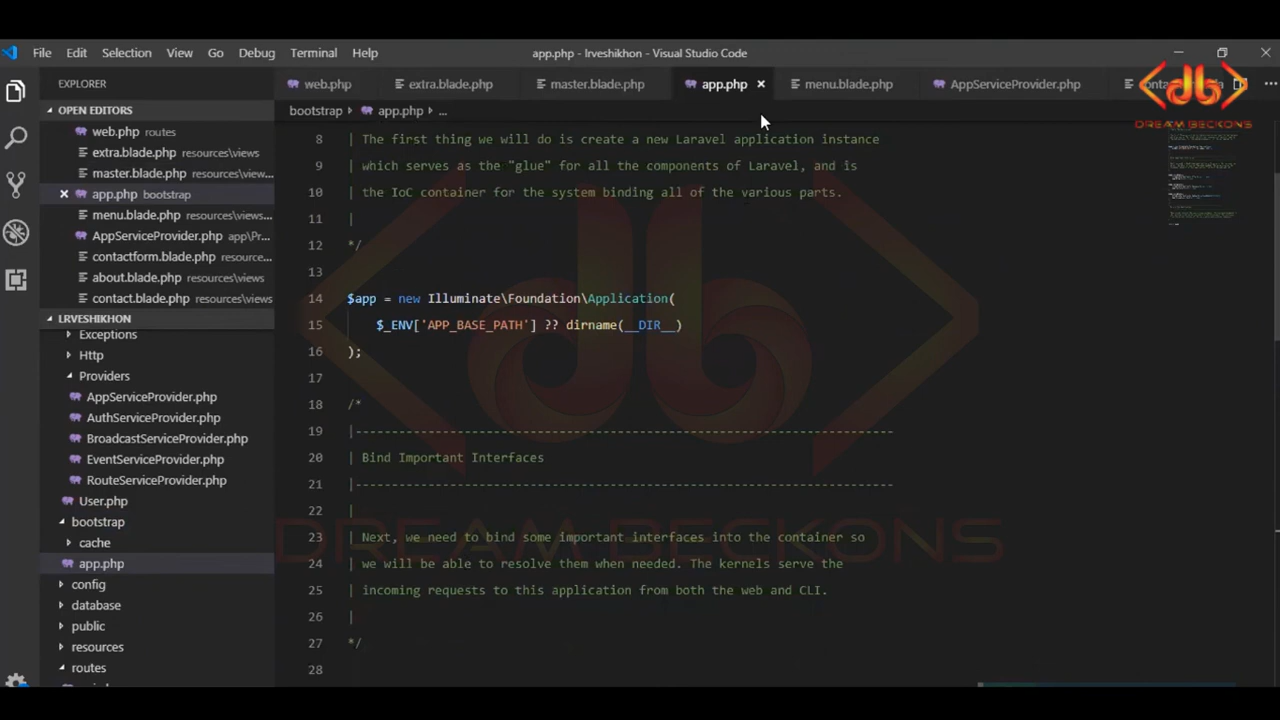 File Edit Selection View Go Debug Terminal Help app.php - lrveshikhon - Visual Studio Code
EXPLORER
OPEN EDITORS
web.php routes
extra.blade.php resources\views
master.blade.php resources\views...
app.php bootstrap
menu.blade.php resources\views...
AppServiceProvider.php app\Pr...
contactform.blade.php resource...
about.blade.php resources\views
contact.blade.php resources\views
LRVESHIKHON
Exceptions
Http
Providers
AppServiceProvider.php
AuthServiceProvider.php
BroadcastServiceProvider.php
EventServiceProvider.php
RouteServiceProvider.php
User.php
bootstrap
cache
app.php
config
database
public
resources
routes
web.php extra.blade.php master.blade.php app.php menu.blade.php AppServiceProvider.php
DREAM BECKONS
bootstrap app.php ...
8 | The first thing we will do is create a new Laravel application instance
9 | which serves as the "glue" for all the components of Laravel, and is
10 | the IoC container for the system binding all of the various parts.
11 |
12 */
13
14 $app = new Illuminate\Foundation\Application(
15 $_ENV['APP_BASE_PATH'] ?? dirname(__DIR__)
16 );
17
18 /*
19 |--------------------------------------------------------------------------
20 | Bind Important Interfaces
21 |--------------------------------------------------------------------------
22 |
23 | Next, we need to bind some important interfaces into the container so
24 | we will be able to resolve them when needed. The kernels serve the
25 | incoming requests to this application from both the web and CLI.
26 |
27 */
28
DREAM BECKONS